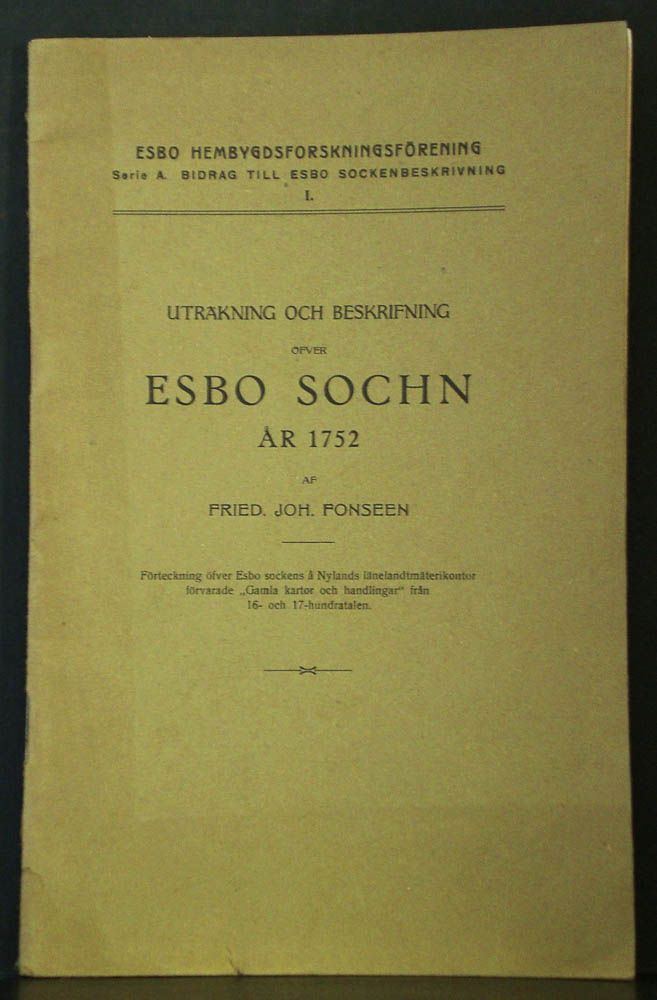 ESBO HEMBYGDSFORSKNINGSFÖRENING
Serie A. BIDRAG TILL ESBO SOCKENBESKRIVNING
I.
UTRÄKNING OCH BESKRIFNING
ÖFVER
ESBO SOCHN
ÅR 1752
AF
FRIED. JOH. FONSEEN
Förteckning öfver Esbo sockens å Nylands länelandtmäterikontor
förvarade „Gamla kartor och handlingar“ från
16- och 17-hundratalen.